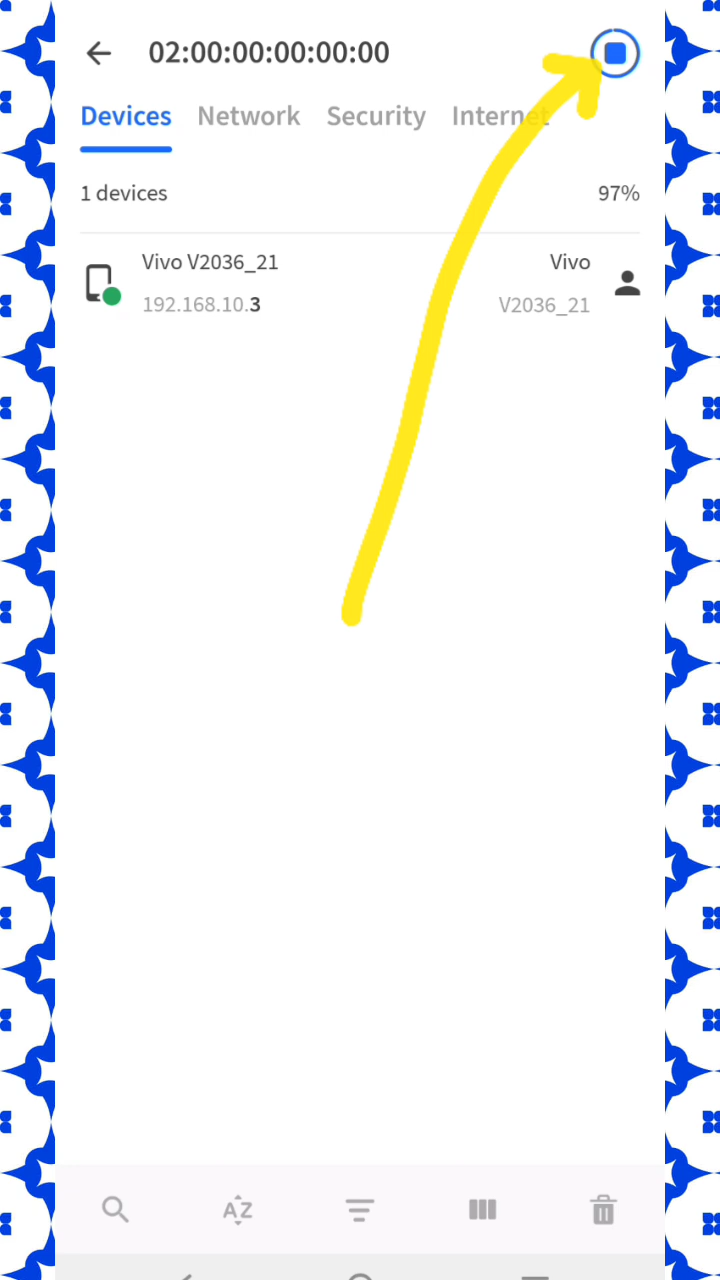 02:00:00:00:00:00
Devices Network Security Internet
1 devices 97%
Vivo V2036_21 Vivo
192.168.10.3 V2036_21
AZ